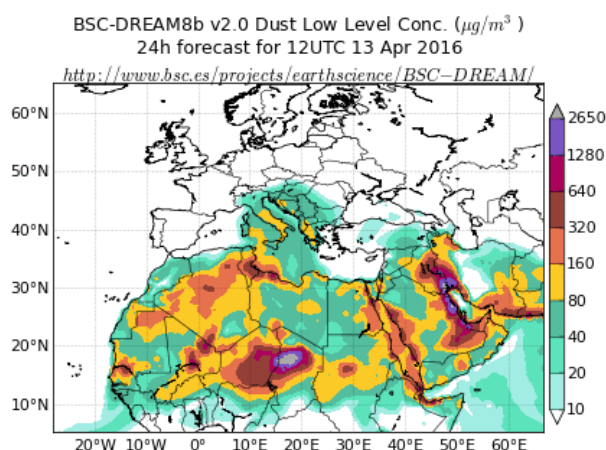 BSC-DREAM8b v2.0 Dust Low Level Conc. (μg/m³ )
24h forecast for 12UTC 13 Apr 2016
http://www.bsc.es/projects/earthscience/BSC−DREAM/
60°N
50°N
40°N
30°N
20°N
10°N
20°W 10°W 0° 10°E 20°E 30°E 40°E 50°E 60°E
2650
1280
640
320
160
80
40
20
10